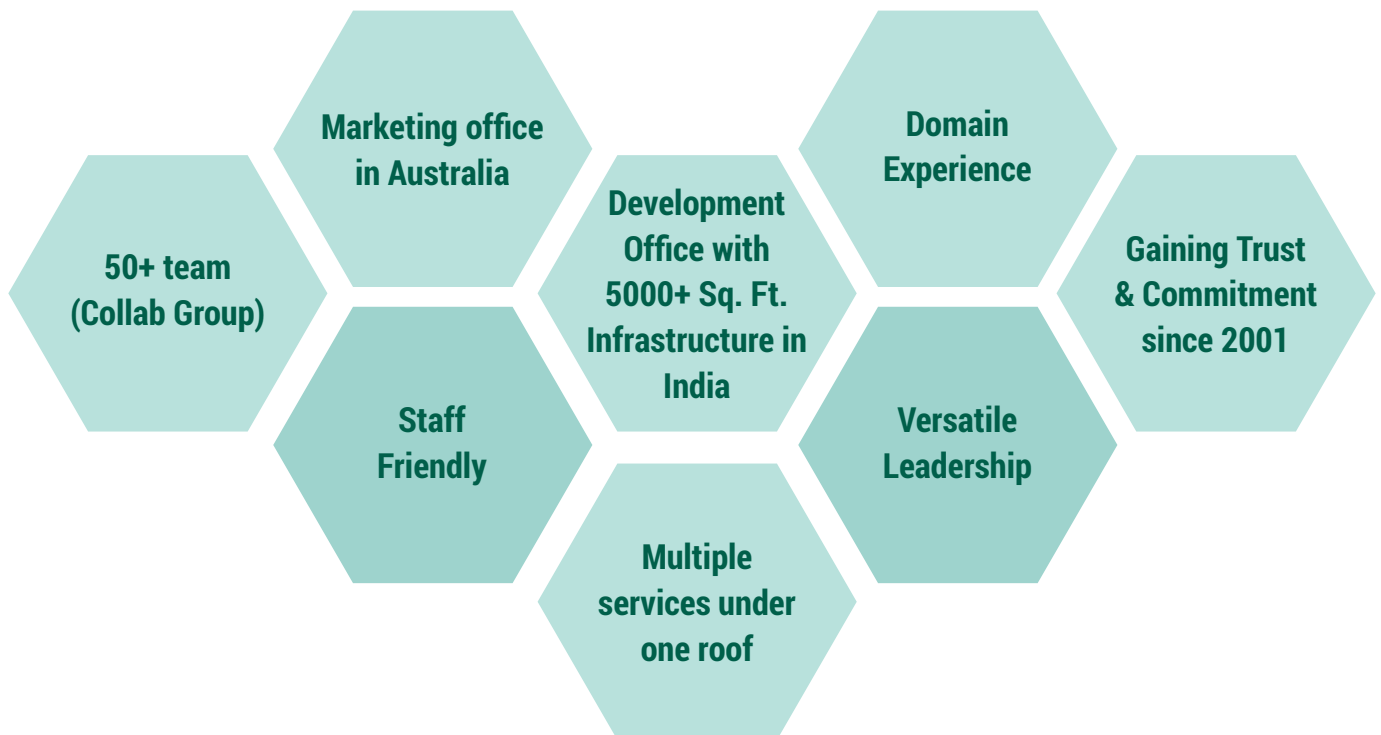 Marketing office
in Australia
Domain
Experience
50+ team
(Collab Group)
Development
Office with
5000+ Sq. Ft.
Infrastructure in
India
Gaining Trust
& Commitment
since 2001
Staff
Friendly
Versatile
Leadership
Multiple
services under
one roof